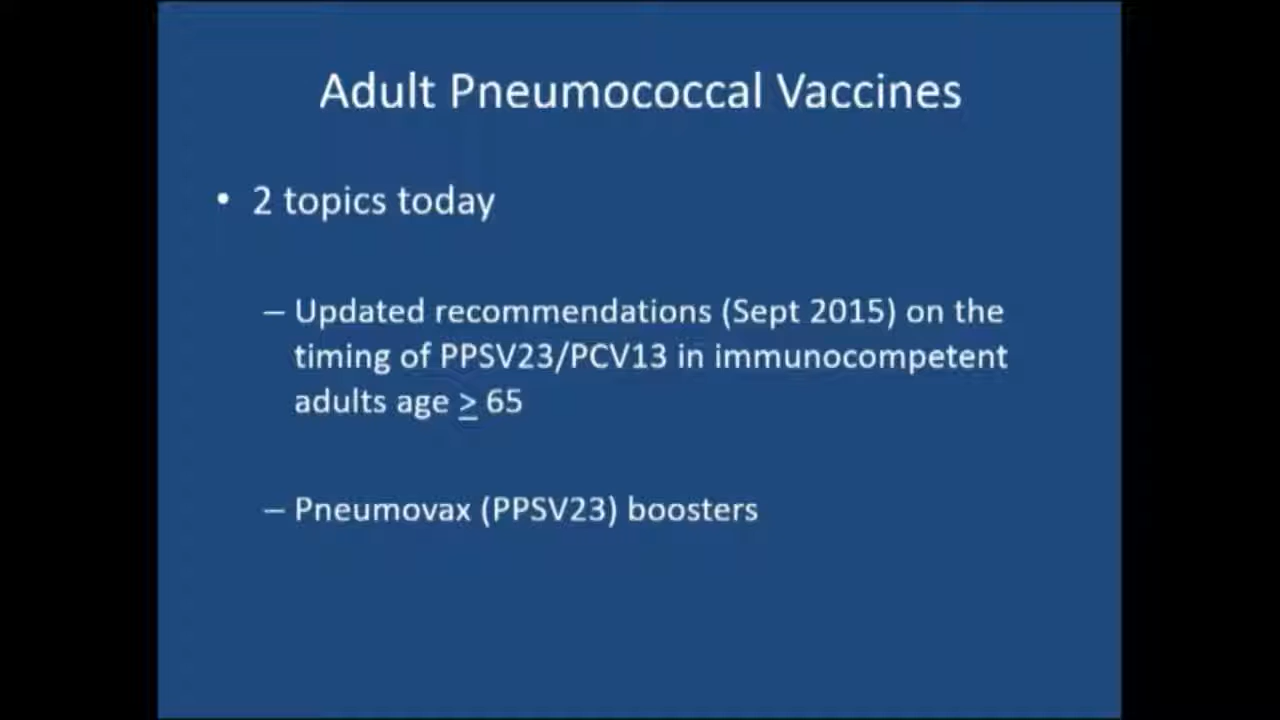 Adult Pneumococcal Vaccines
• 2 topics today
– Updated recommendations (Sept 2015) on the
timing of PPSV23/PCV13 in immunocompetent
adults age ≥ 65
– Pneumovax (PPSV23) boosters